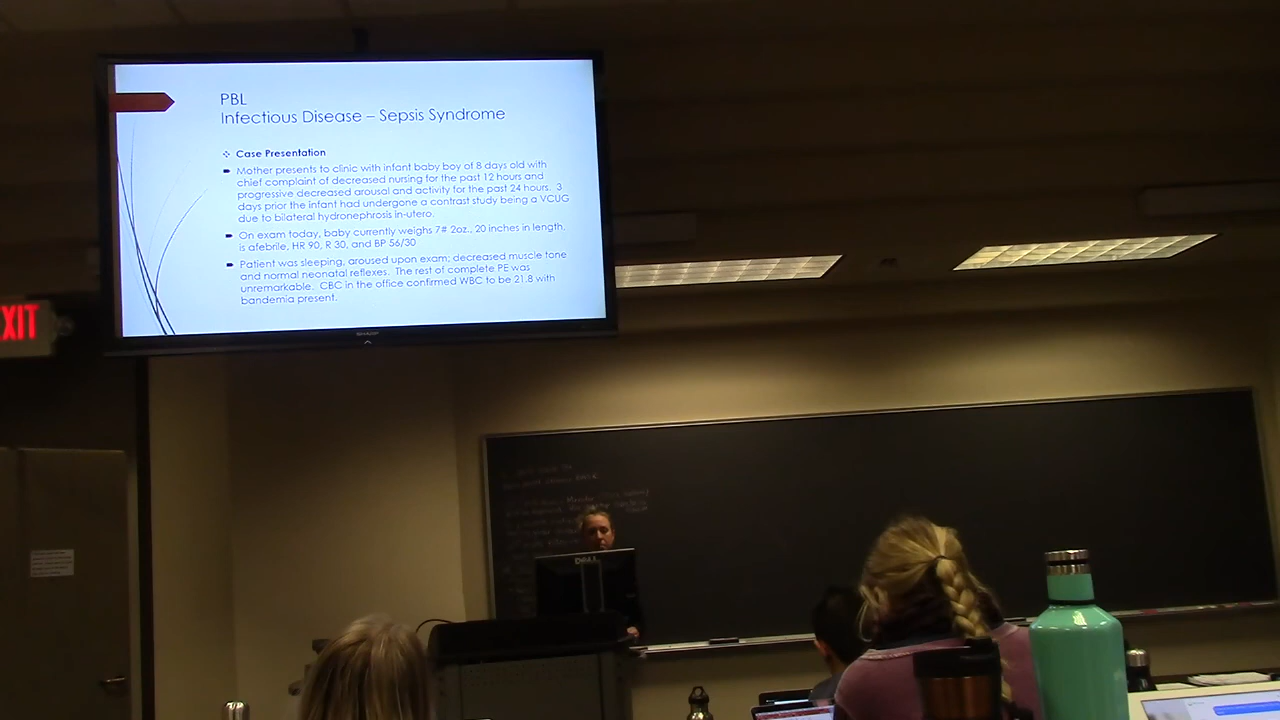 PBL
Infectious Disease – Sepsis Syndrome
Case Presentation
Mother presents to clinic with infant baby boy of 8 days old with
chief complaint of decreased nursing for the past 12 hours and
progressive decreased arousal and activity for the past 24 hours. 3
days prior the infant had undergone a contrast study being a VCUG
due to bilateral hydronephrosis in-utero.
On exam today, baby currently weighs 7# 2oz., 20 inches in length.
is afebrile, HR 90, R 30, and BP 56/30
Patient was sleeping, aroused upon exam; decreased muscle tone
and normal neonatal reflexes. The rest of complete PE was
unremarkable. CBC in the office confirmed WBC to be 21.8 with
bandemia present.
SHARP
XIT
DELL